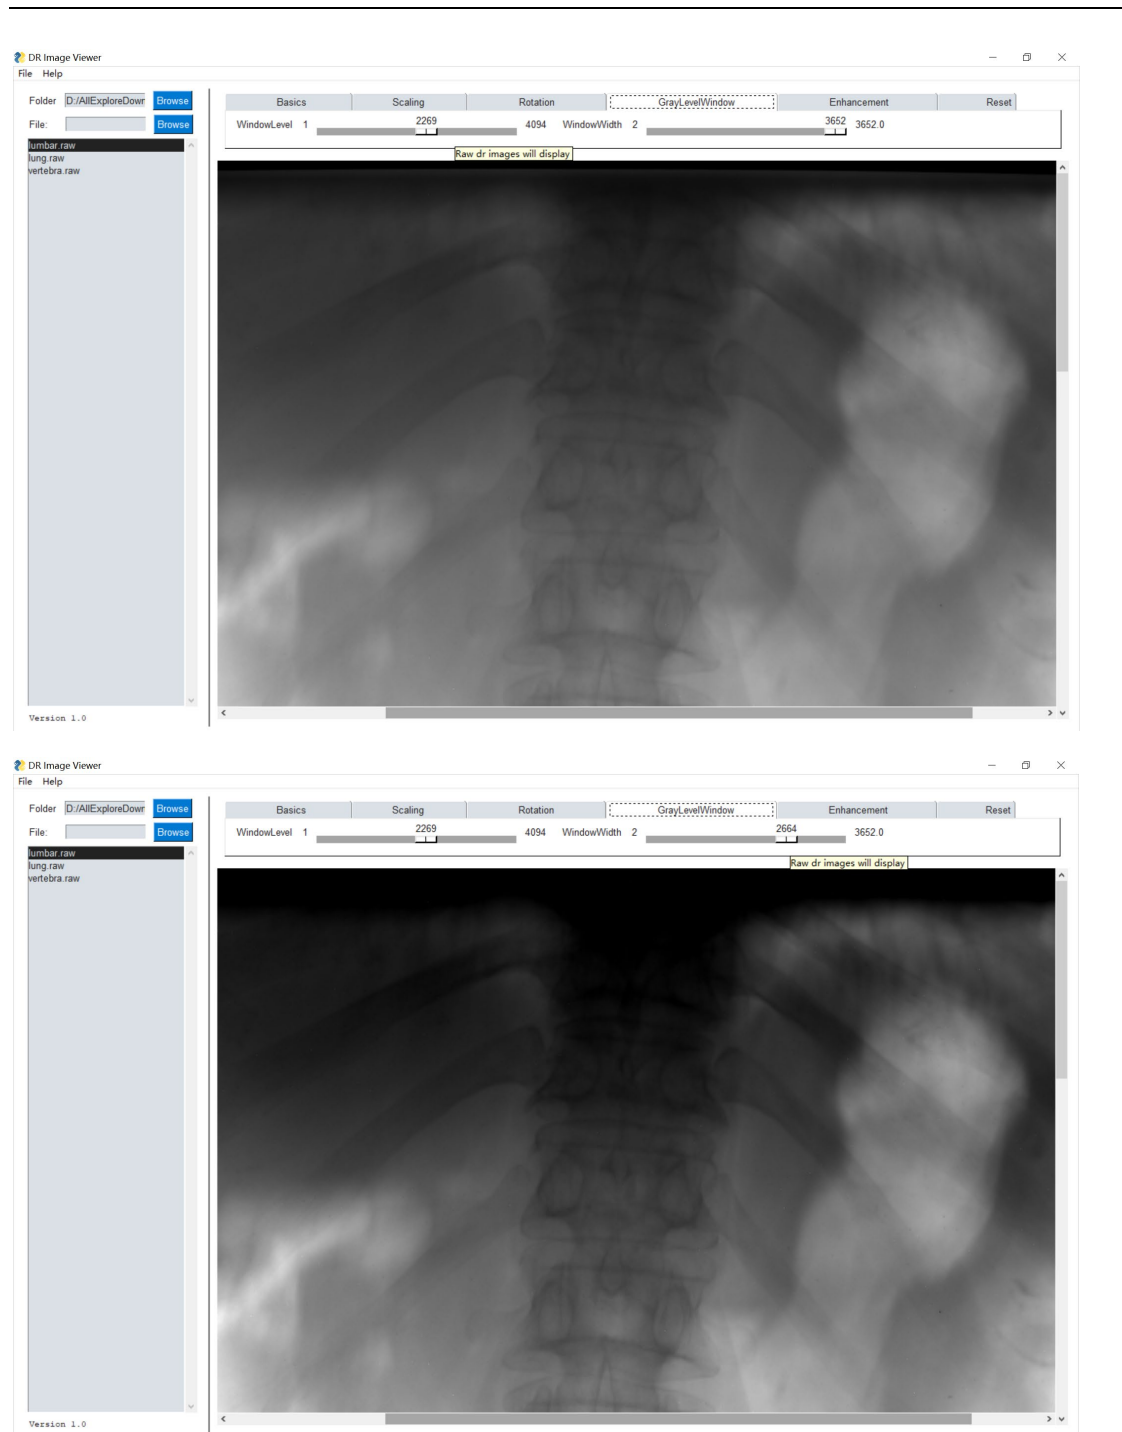 DR Image Viewer
File Help
Folder D:/AllExploreDowr Browse
File: Browse
lumbar.raw
lung.raw
vertebra.raw
Version 1.0
Basics Scaling Rotation GrayLevelWindow Enhancement Reset
WindowLevel 1 2269 4094 WindowWidth 2 3652 3652.0
Raw dr images will display
DR Image Viewer
File Help
Folder D:/AllExploreDowr Browse
File: Browse
lumbar.raw
lung.raw
vertebra.raw
Version 1.0
Basics Scaling Rotation GrayLevelWindow Enhancement Reset
WindowLevel 1 2269 4094 WindowWidth 2 2664 3652.0
Raw dr images will display